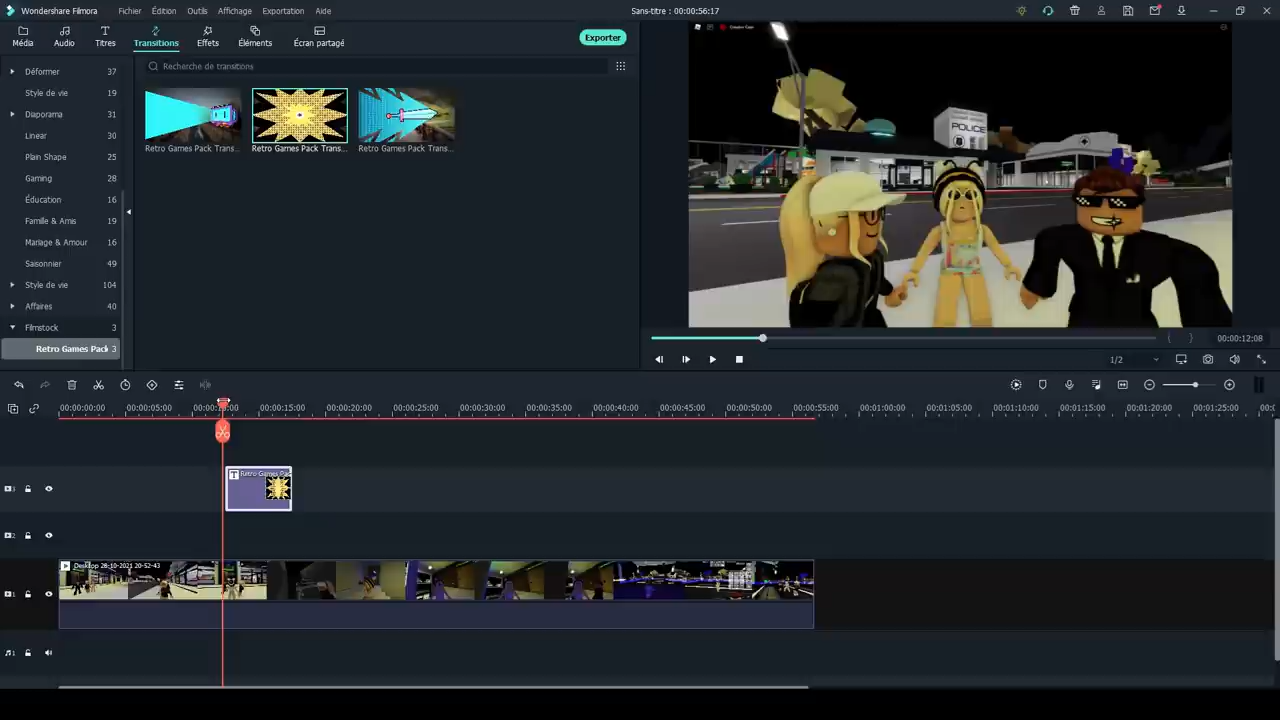 Wondershare Filmora
Fichier
Édition
Outils
Affichage
Exportation
Aide
Sans-titre : 00:00:56:17
Média
Audio
Titres
Transitions
Effets
Éléments
Écran partagé
Exporter
Recherche de transitions
Déformer 37
Style de vie 19
Diaporama 31
Linear 30
Plain Shape 25
Gaming 28
Éducation 16
Famille & Amis 19
Mariage & Amour 16
Saisonnier 49
Style de vie 104
Affaires 40
Filmstock 3
Retro Games Pack 3
Retro Games Pack Trans...
Retro Games Pack Trans...
Retro Games Pack Trans...
POLICE
00:00:12:08
1/2
00:00:00:00
00:00:05:00
00:00:10:00
00:00:15:00
00:00:20:00
00:00:25:00
00:00:30:00
00:00:35:00
00:00:40:00
00:00:45:00
00:00:50:00
00:00:55:00
00:01:00:00
00:01:05:00
00:01:10:00
00:01:15:00
00:01:20:00
00:01:25:00
T Retro Games Pac
3
2
Desktop 28-10-2021 20-52-43
1
1